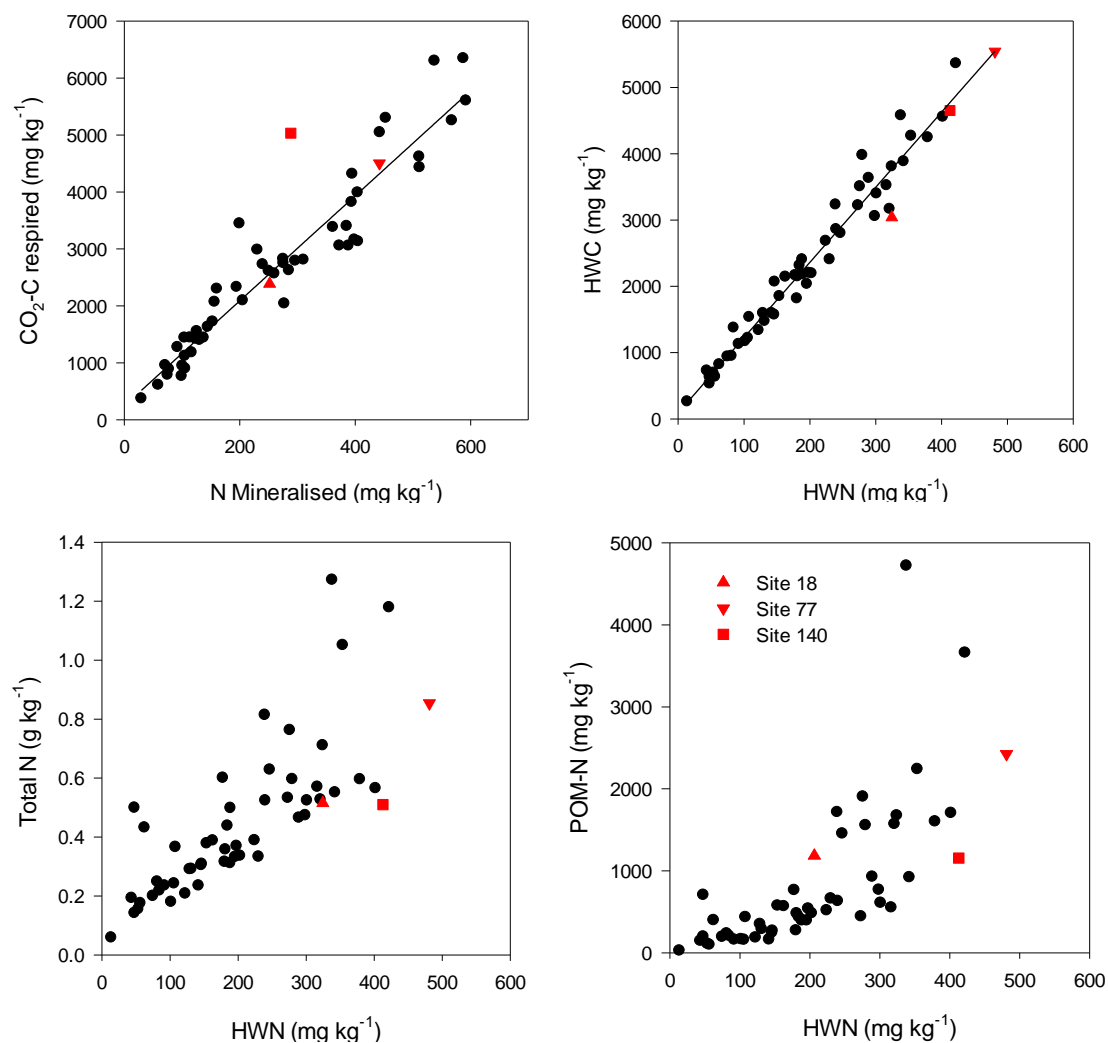 7000
6000
5000
4000
3000
2000
1000
0
CO₂-C respired (mg kg⁻¹)
0 200 400 600
N Mineralised (mg kg⁻¹)
6000
5000
4000
3000
2000
1000
0
HWC (mg kg⁻¹)
0 100 200 300 400 500 600
HWN (mg kg⁻¹)
1.4
1.2
1.0
0.8
0.6
0.4
0.2
0.0
Total N (g kg⁻¹)
0 100 200 300 400 500 600
HWN (mg kg⁻¹)
5000
4000
3000
2000
1000
0
POM-N (mg kg⁻¹)
Site 18
Site 77
Site 140
0 100 200 300 400 500 600
HWN (mg kg⁻¹)